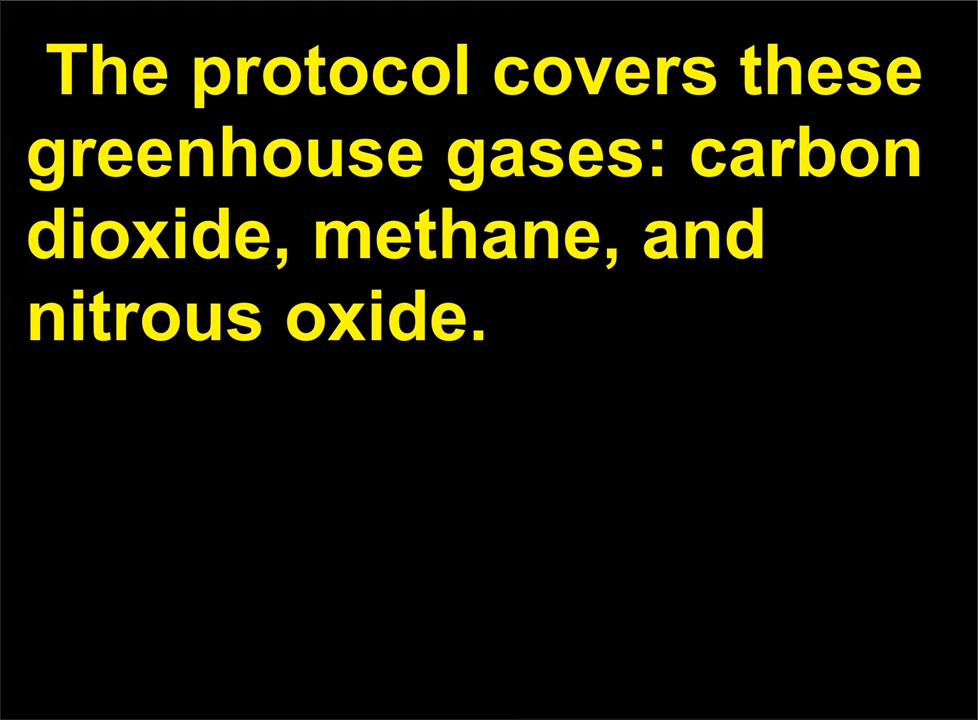 The protocol covers these
greenhouse gases: carbon
dioxide, methane, and
nitrous oxide.